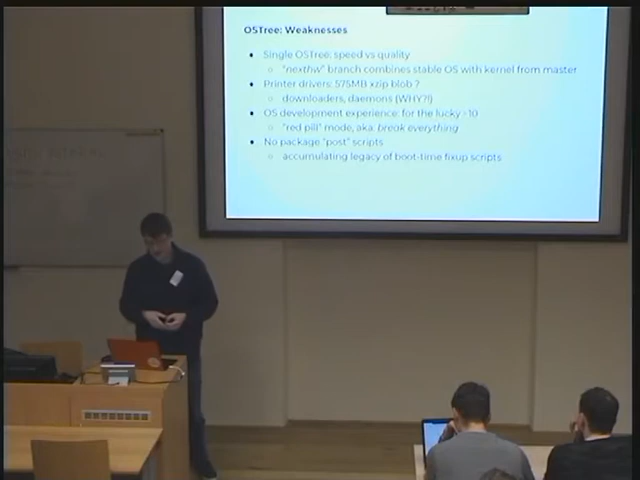 OSTree: Weaknesses
Single OSTree: speed vs quality
"nexthw" branch combines stable OS with kernel from master
Printer drivers: 575MB xzip blob ?
downloaders, daemons (WHY?!)
OS development experience: for the lucky ~10
"red pill" mode, aka: break everything
No package "post" scripts
accumulating legacy of boot-time fixup scripts